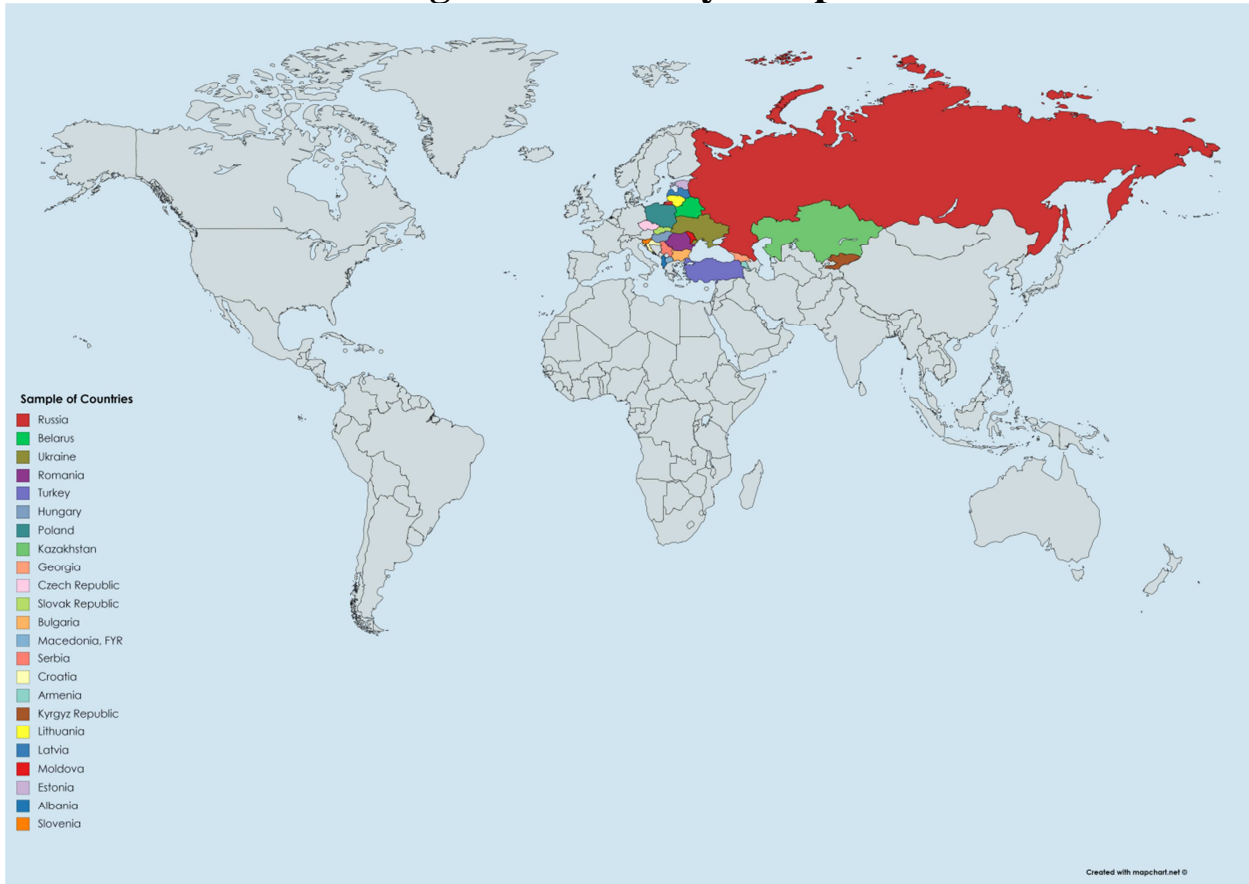 Sample of Countries
Russia
Belarus
Ukraine
Romania
Turkey
Hungary
Poland
Kazakhstan
Georgia
Czech Republic
Slovak Republic
Bulgaria
Macedonia, FYR
Serbia
Croatia
Armenia
Kyrgyz Republic
Lithuania
Latvia
Moldova
Estonia
Albania
Slovenia
Created with mapchart.net ©